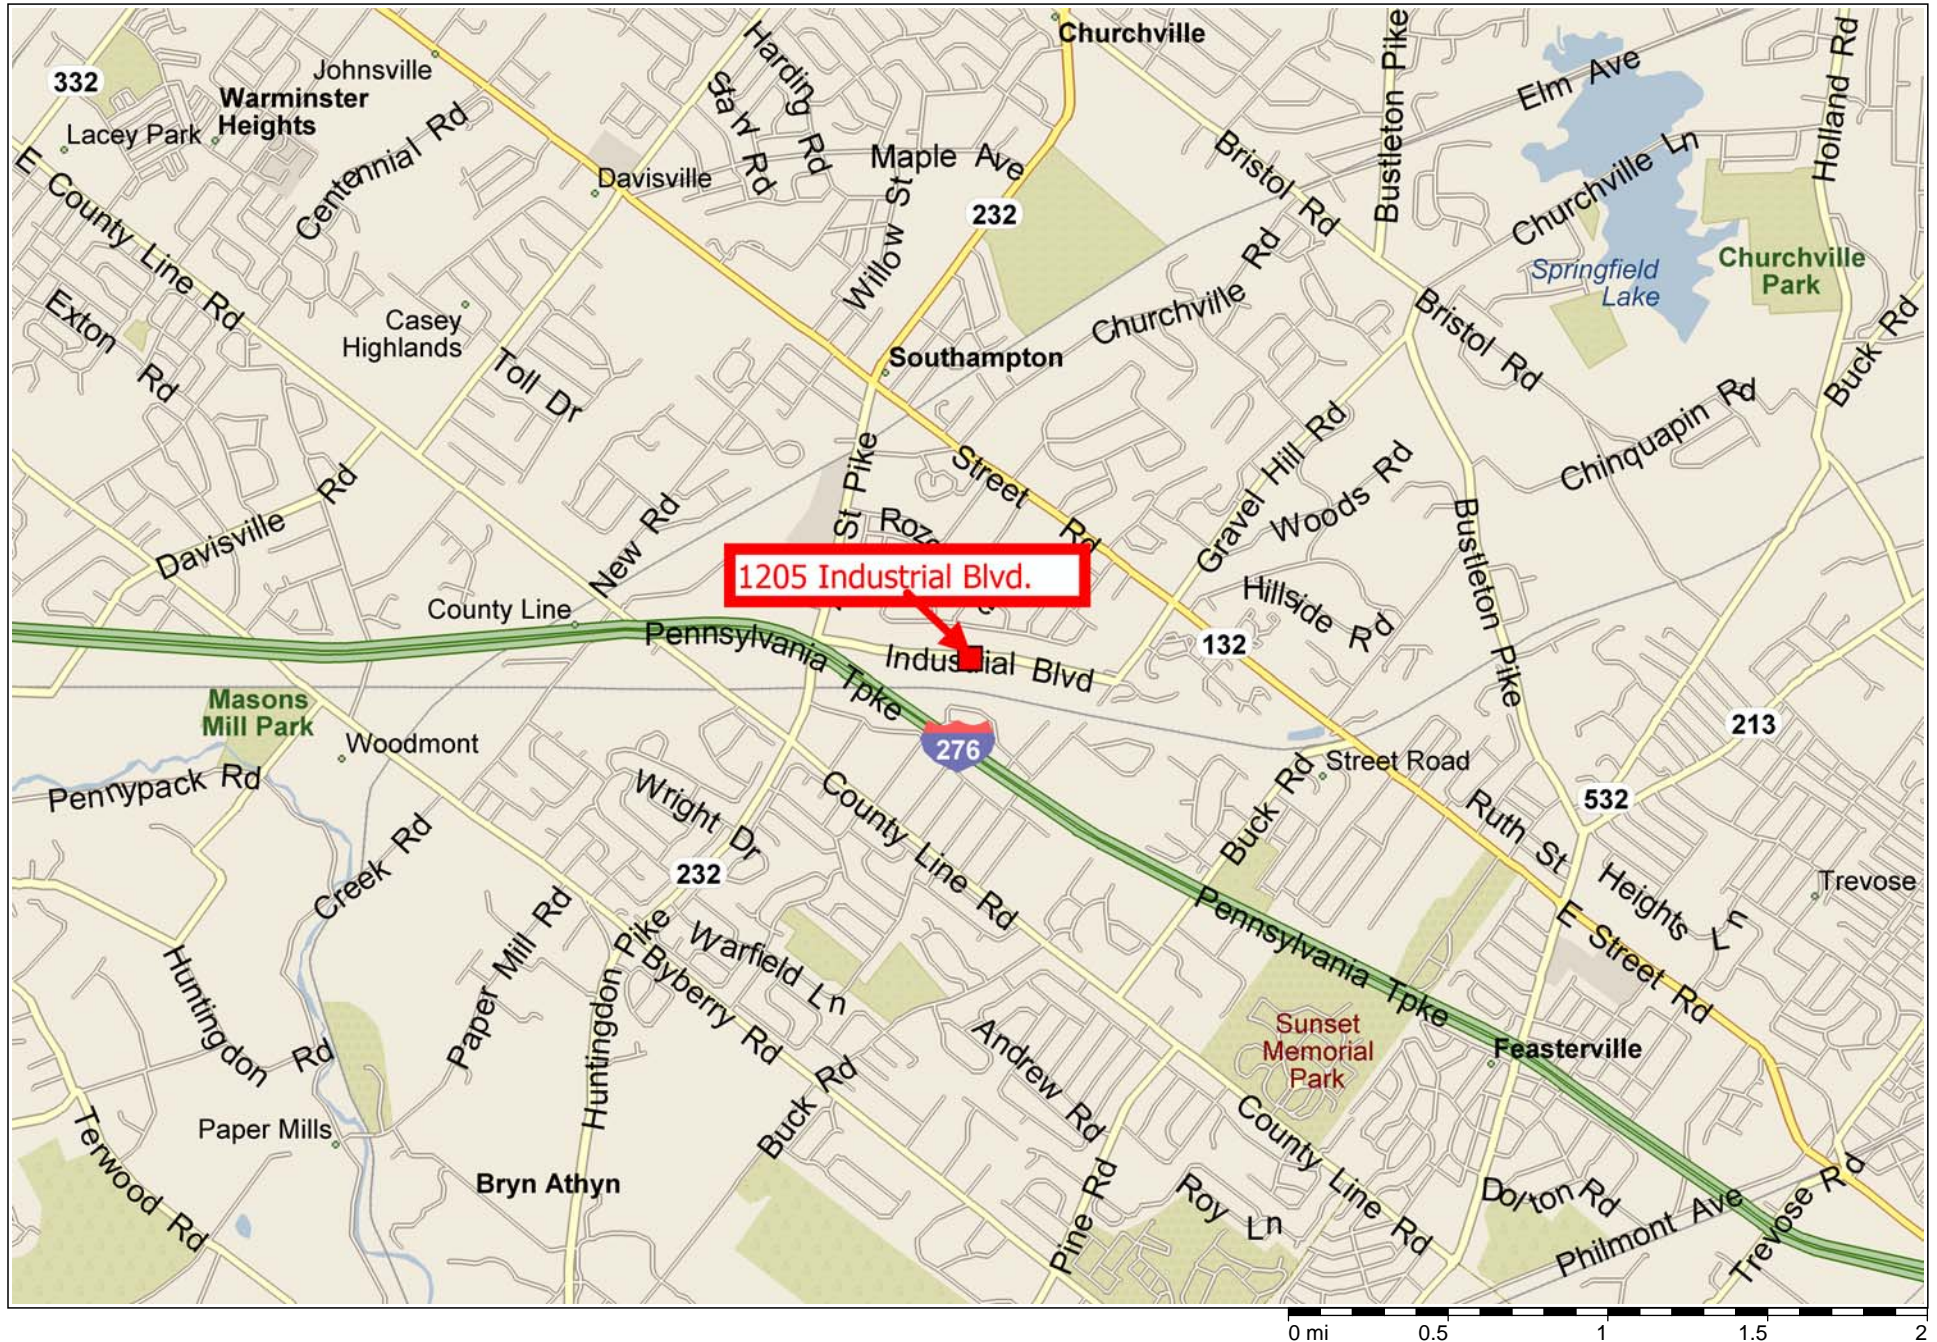 Churchville
332
Johnsville
Harding Rd
Stahl Rd
Bustleton Pike
Elm Ave
Holland Rd
Warminster
Heights
Lacey Park
Centennial Rd
Maple Ave
Davisville
Bristol Rd
Churchville Ln
E County Line Rd
232
Willow St
Churchville Rd
Springfield
Lake
Churchville
Park
Exton Rd
Casey
Highlands
Toll Dr
Southampton
Bristol Rd
Buck Rd
Chinquapin Rd
Davisville Rd
New Rd
St Pike
Street Rd
Gravel Hill Rd
Woods Rd
Bustleton Pike
1205 Industrial Blvd.
Hillside Rd
County Line
Pennsylvania Tpke
Industrial Blvd
132
Masons
Mill Park
Woodmont
276
213
Pennypack Rd
Wright Dr
County Line Rd
Buck Rd
Street Road
532
Ruth St
Creek Rd
232
Heights Ln
Trevose
Paper Mill Rd
Pennsylvania Tpke
E Street Rd
Huntingdon Rd
Huntingdon Pike
Warfield Ln
Byberry Rd
Andrew Rd
Sunset
Memorial
Park
Feasterville
Buck Rd
Terwood Rd
Paper Mills
Bryn Athyn
Pine Rd
Roy Ln
County Line Rd
Dolton Rd
Philmont Ave
Trevose Rd
0 mi 0.5 1 1.5 2